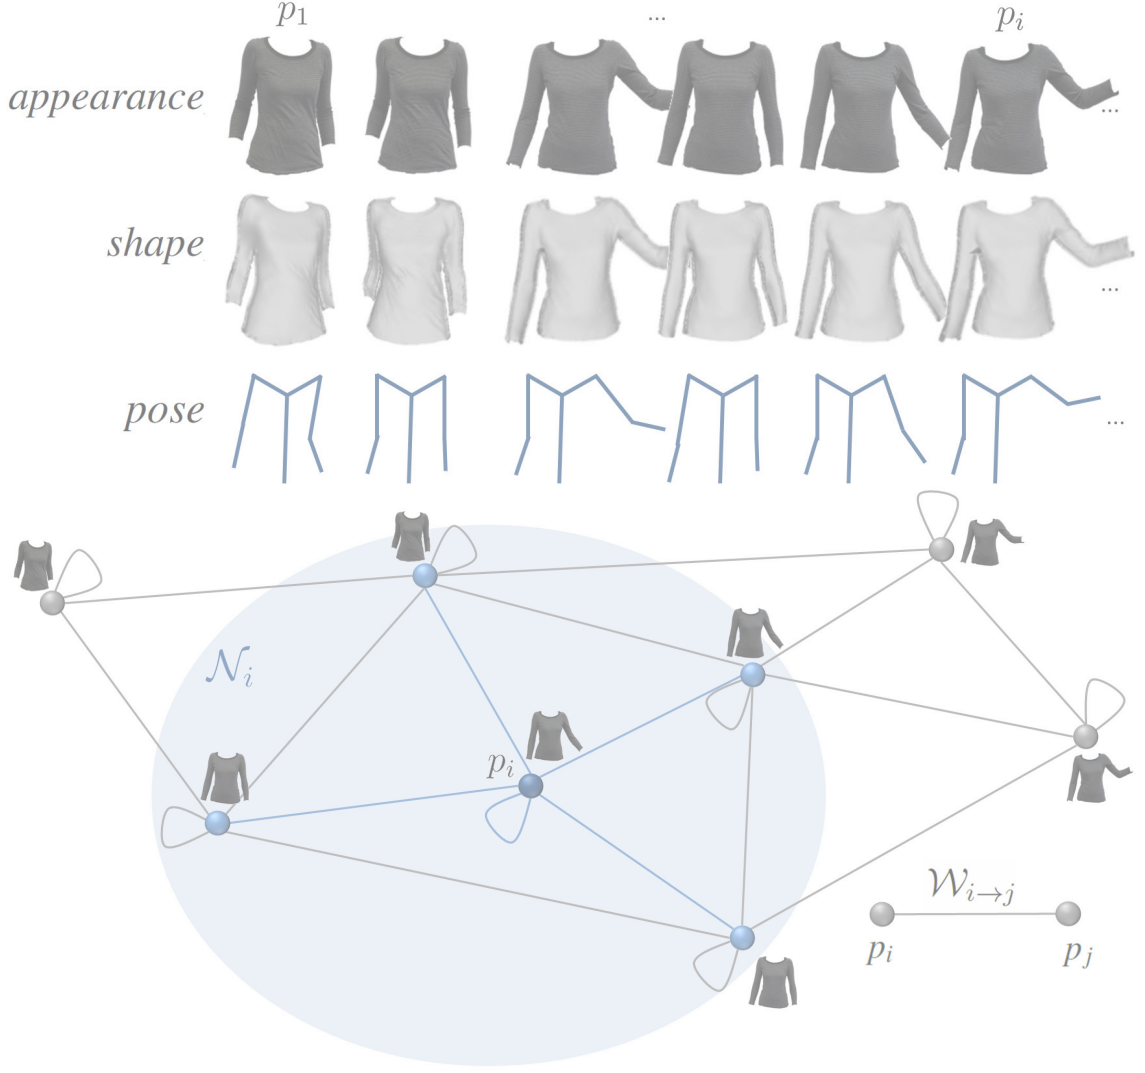 p₁ ... pᵢ
appearance ...
shape ...
pose ...
𝒩ᵢ
pᵢ
𝒲ᵢ→ⱼ
pᵢ pⱼ